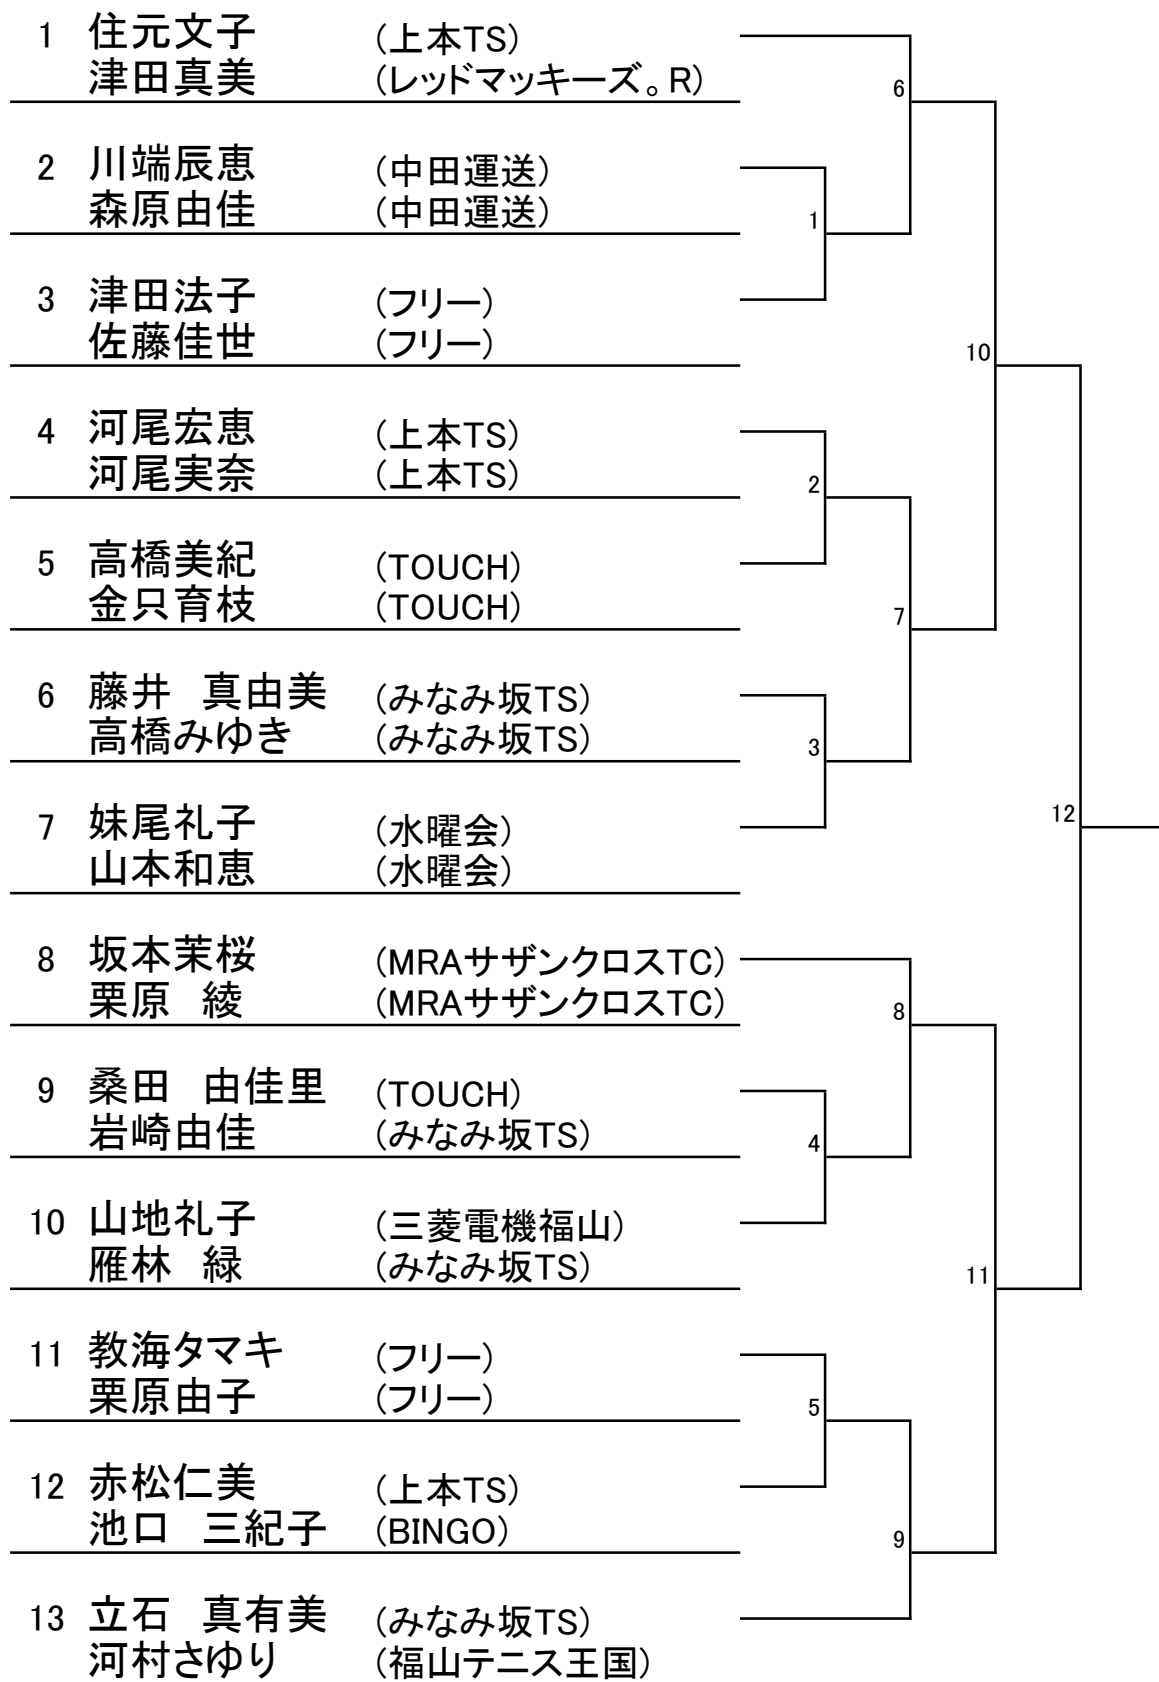 1 住元文子 (上本TS)
津田真美 (レッドマッキーズ。R)
6
2 川端辰恵 (中田運送)
森原由佳 (中田運送)
1
3 津田法子 (フリー)
佐藤佳世 (フリー)
10
4 河尾宏恵 (上本TS)
河尾実奈 (上本TS)
2
5 高橋美紀 (TOUCH)
金只育枝 (TOUCH)
7
6 藤井　真由美 (みなみ坂TS)
高橋みゆき (みなみ坂TS)
3
7 妹尾礼子 (水曜会)
山本和恵 (水曜会)
12
8 坂本茉桜 (MRAサザンクロスTC)
栗原　綾 (MRAサザンクロスTC)
8
9 桑田　由佳里 (TOUCH)
岩崎由佳 (みなみ坂TS)
4
10 山地礼子 (三菱電機福山)
雁林　緑 (みなみ坂TS)
11
11 教海タマキ (フリー)
栗原由子 (フリー)
5
12 赤松仁美 (上本TS)
池口　三紀子 (BINGO)
9
13 立石　真有美 (みなみ坂TS)
河村さゆり (福山テニス王国)